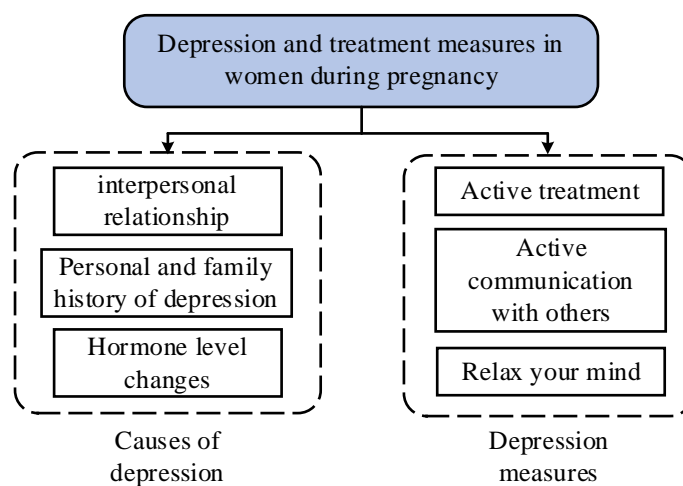 Depression and treatment measures in
women during pregnancy
interpersonal
relationship
Personal and family
history of depression
Hormone level
changes
Causes of
depression
Active treatment
Active
communication
with others
Relax your mind
Depression
measures